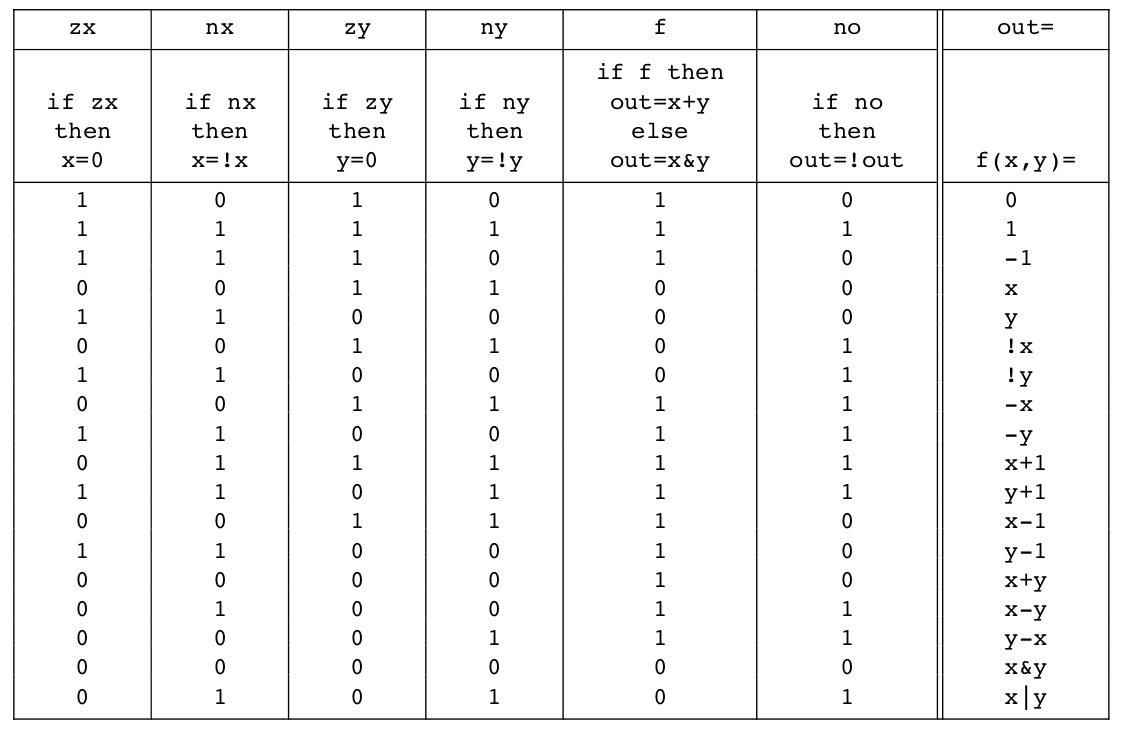 zx nx zy ny f no out=
if f then
if zx if nx if zy if ny out=x+y if no
then then then then else then
x=0 x=!x y=0 y=!y out=x&y out=!out f(x,y)=
1 0 1 0 1 0 0
1 1 1 1 1 1 1
1 1 1 0 1 0 -1
0 0 1 1 0 0 x
1 1 0 0 0 0 y
0 0 1 1 0 1 !x
1 1 0 0 0 1 !y
0 0 1 1 1 1 -x
1 1 0 0 1 1 -y
0 1 1 1 1 1 x+1
1 1 0 1 1 1 y+1
0 0 1 1 1 0 x-1
1 1 0 0 1 0 y-1
0 0 0 0 1 0 x+y
0 1 0 0 1 1 x-y
0 0 0 1 1 1 y-x
0 0 0 0 0 0 x&y
0 1 0 1 0 1 x|y